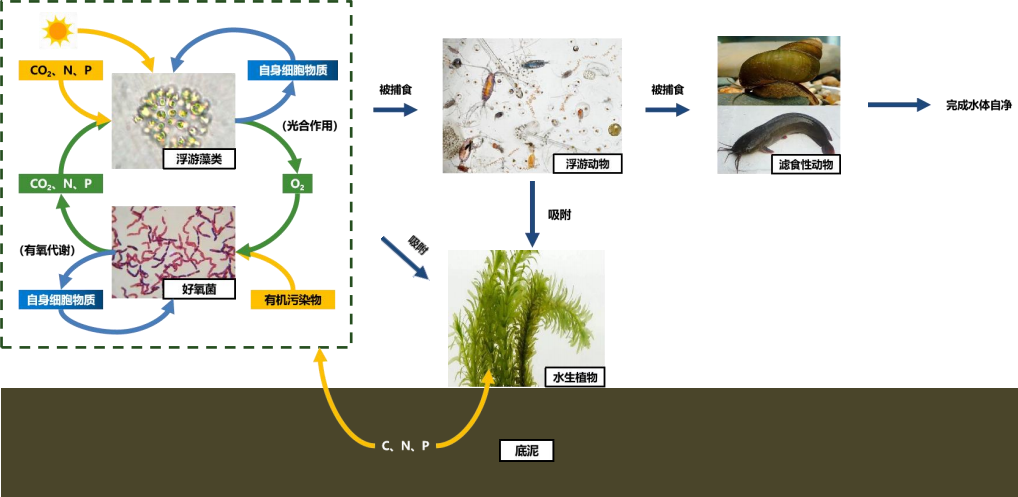 CO₂、N、P
自身细胞物质
(光合作用)
浮游藻类
CO₂、N、P
O₂
(有氧代谢)
好氧菌
自身细胞物质
有机污染物
被捕食
浮游动物
被捕食
滤食性动物
完成水体自净
吸附
吸附
水生植物
C、N、P
底泥